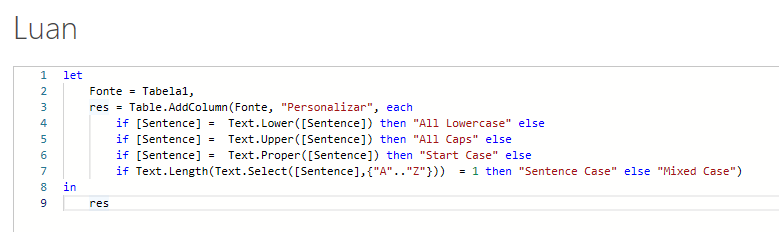 Luan
1 let
2 Fonte = Tabela1,
3 res = Table.AddColumn(Fonte, "Personalizar", each
4 if [Sentence] =  Text.Lower([Sentence]) then "All Lowercase" else
5 if [Sentence] =  Text.Upper([Sentence]) then "All Caps" else
6 if [Sentence] =  Text.Proper([Sentence]) then "Start Case" else
7 if Text.Length(Text.Select([Sentence],{"A".."Z"}))  = 1 then "Sentence Case" else "Mixed Case")
8 in
9 res